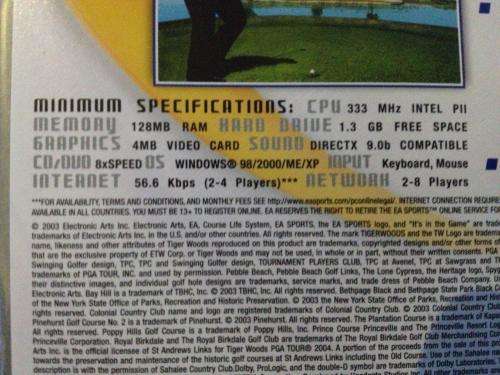 MINIMUM SPECIFICATIONS: CPU 333 MHz INTEL PII
MEMORY 128MB RAM HARD DRIVE 1.3 GB FREE SPACE
GRAPHICS 4MB VIDEO CARD SOUND DIRECTX 9.0b COMPATIBLE
CD/DVD 8xSPEED OS WINDOWS® 98/2000/ME/XP INPUT Keyboard, Mouse
INTERNET 56.6 Kbps (2-4 Players)*** NETWORK 2-8 Players
***FOR AVAILABILITY, TERMS AND CONDITIONS, AND MONTHLY FEES SEE http://www.easports.com/pconlinelegal/. INTERNET CONNECTION REQUIRED
AVAILABLE IN ALL COUNTRIES. YOU MUST BE 13+ TO REGISTER ONLINE. EA RESERVES THE RIGHT TO RETIRE THE EA SPORTS™ ONLINE SERVICE
© 2003 Electronic Arts Inc. Electronic Arts, EA, Course Life System, EA SPORTS, the EA SPORTS logo, and "It's in the Game" are
trademarks of Electronic Arts, Inc. in the U.S. and/or other countries. All rights reserved. The mark TIGERWOODS and the TW Logo are
name, likeness and other attributes of Tiger Woods reproduced on this product are trademarks, copyrighted designs and/or other forms
that are the exclusive property of ETW Corp. or Tiger Woods and may not be used, in whole or in part, without their written consent. PGA
Swinging Golfer design, TPC, TPC and Swinging Golfer design, TOURNAMENT PLAYERS CLUB, TPC at Avenel, TPC at Sawgrass and
trademarks of PGA TOUR, INC. and used by permission. Pebble Beach, Pebble Beach Golf Links, The Lone Cypress, the Heritage logo,
their distinctive images, and individual golf hole designs are trademarks, service marks, and trade dress of Pebble Beach Company.
Electronic Arts. Bay Hill is a trademark of TBHC, Inc. © 2003 TBHC, Inc. All rights reserved. Bethpage Black and Bethpage State Park Black
of the New York State Office of Parks, Recreation and Historic Preservation. © 2003 the New York State Office of Parks, Recreation and
rights reserved. Colonial Country Club name and logo are registered trademarks of Colonial Country Club. © 2003 Colonial Country
Pinehurst Golf Course No. 2 is a trademark of Pinehurst. © 2003 Pinehurst. All rights reserved. The Plantation Course is a trademark of
All rights reserved. Poppy Hills Golf Course is a trademark of Poppy Hills, Inc. Prince Course Princeville and The Princeville Resort
Princeville Corporation. Royal Birkdale and The Royal Birkdale Golf Club are trademarks of The Royal Birkdale Golf Club Merchandising
Arts Inc. is the official licensee of St Andrews Links for Tiger Woods PGA TOUR® 2004. A portion of the proceeds from the sale of this
towards the preservation and maintenance of the historic golf courses at St Andrews Links including the Old Course. Use of the Sahalee
description is with the permission of Sahalee Country Club. Dolby, ProLogic, and the double-D symbol are trademarks of Dolby Laboratories.